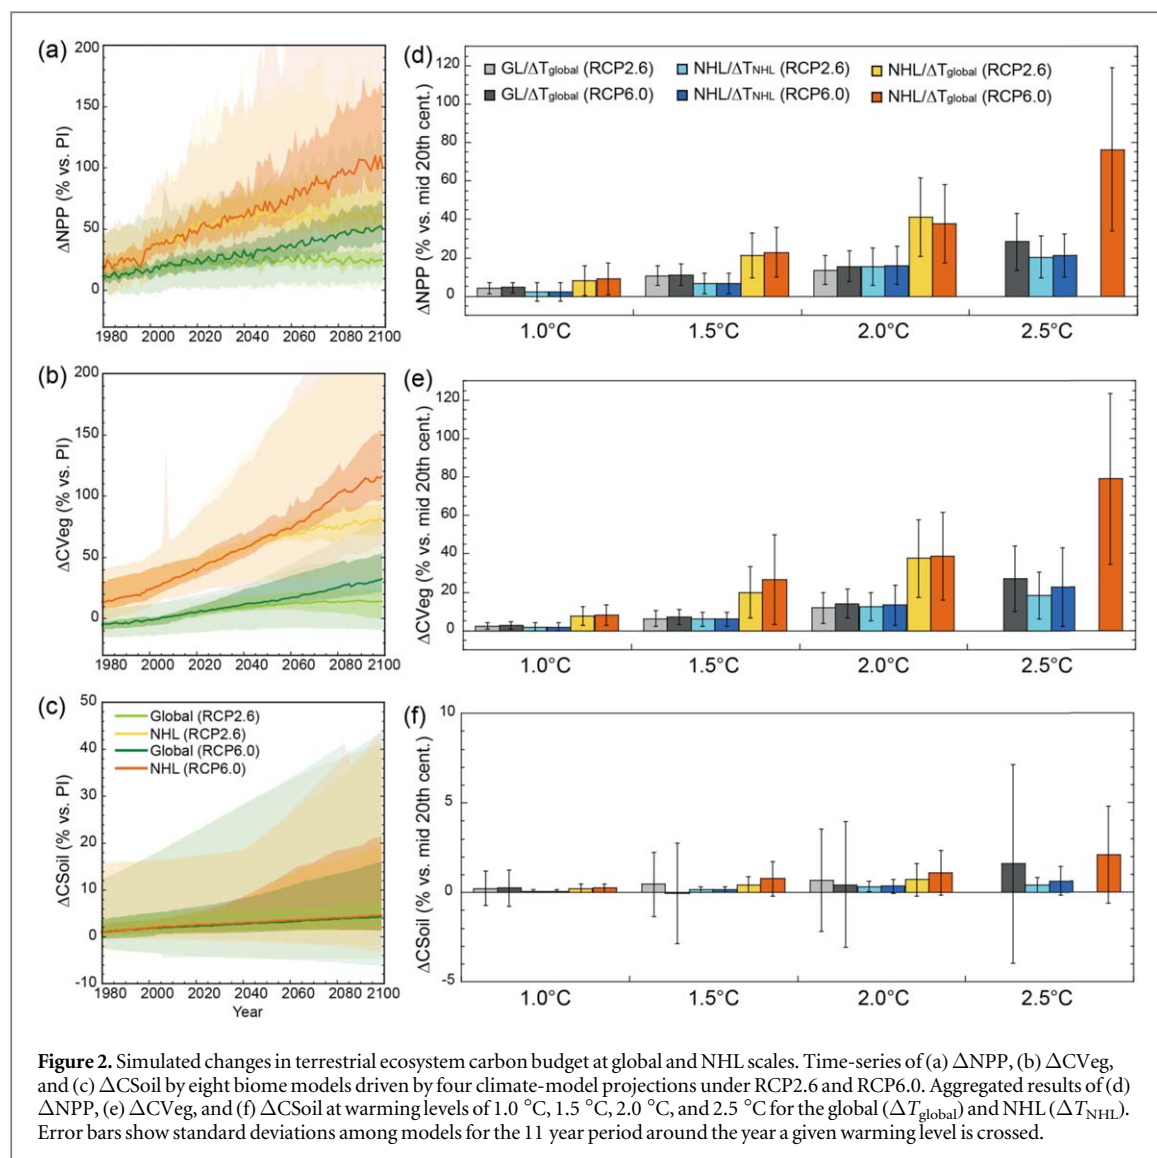 (a)
200
150
100
50
0
ΔNPP (% vs. PI)
1980 2000 2020 2040 2060 2080 2100
(d)
120
100
80
60
40
20
0
ΔNPP (% vs. mid 20th cent.)
GL/ΔTglobal (RCP2.6) NHL/ΔTNHL (RCP2.6) NHL/ΔTglobal (RCP2.6)
GL/ΔTglobal (RCP6.0) NHL/ΔTNHL (RCP6.0) NHL/ΔTglobal (RCP6.0)
1.0°C 1.5°C 2.0°C 2.5°C
(b)
200
150
100
50
0
ΔCVeg (% vs. PI)
1980 2000 2020 2040 2060 2080 2100
(e)
120
100
80
60
40
20
0
ΔCVeg (% vs. mid 20th cent.)
1.0°C 1.5°C 2.0°C 2.5°C
(c)
50
40
30
20
10
0
-10
ΔCSoil (% vs. PI)
Global (RCP2.6)
NHL (RCP2.6)
Global (RCP6.0)
NHL (RCP6.0)
1980 2000 2020 2040 2060 2080 2100
Year
(f)
10
5
0
-5
ΔCSoil (% vs. mid 20th cent.)
1.0°C 1.5°C 2.0°C 2.5°C
Figure 2. Simulated changes in terrestrial ecosystem carbon budget at global and NHL scales. Time-series of (a) ΔNPP, (b) ΔCVeg,
and (c) ΔCSoil by eight biome models driven by four climate-model projections under RCP2.6 and RCP6.0. Aggregated results of (d)
ΔNPP, (e) ΔCVeg, and (f) ΔCSoil at warming levels of 1.0 °C, 1.5 °C, 2.0 °C, and 2.5 °C for the global (ΔTglobal) and NHL (ΔTNHL).
Error bars show standard deviations among models for the 11 year period around the year a given warming level is crossed.